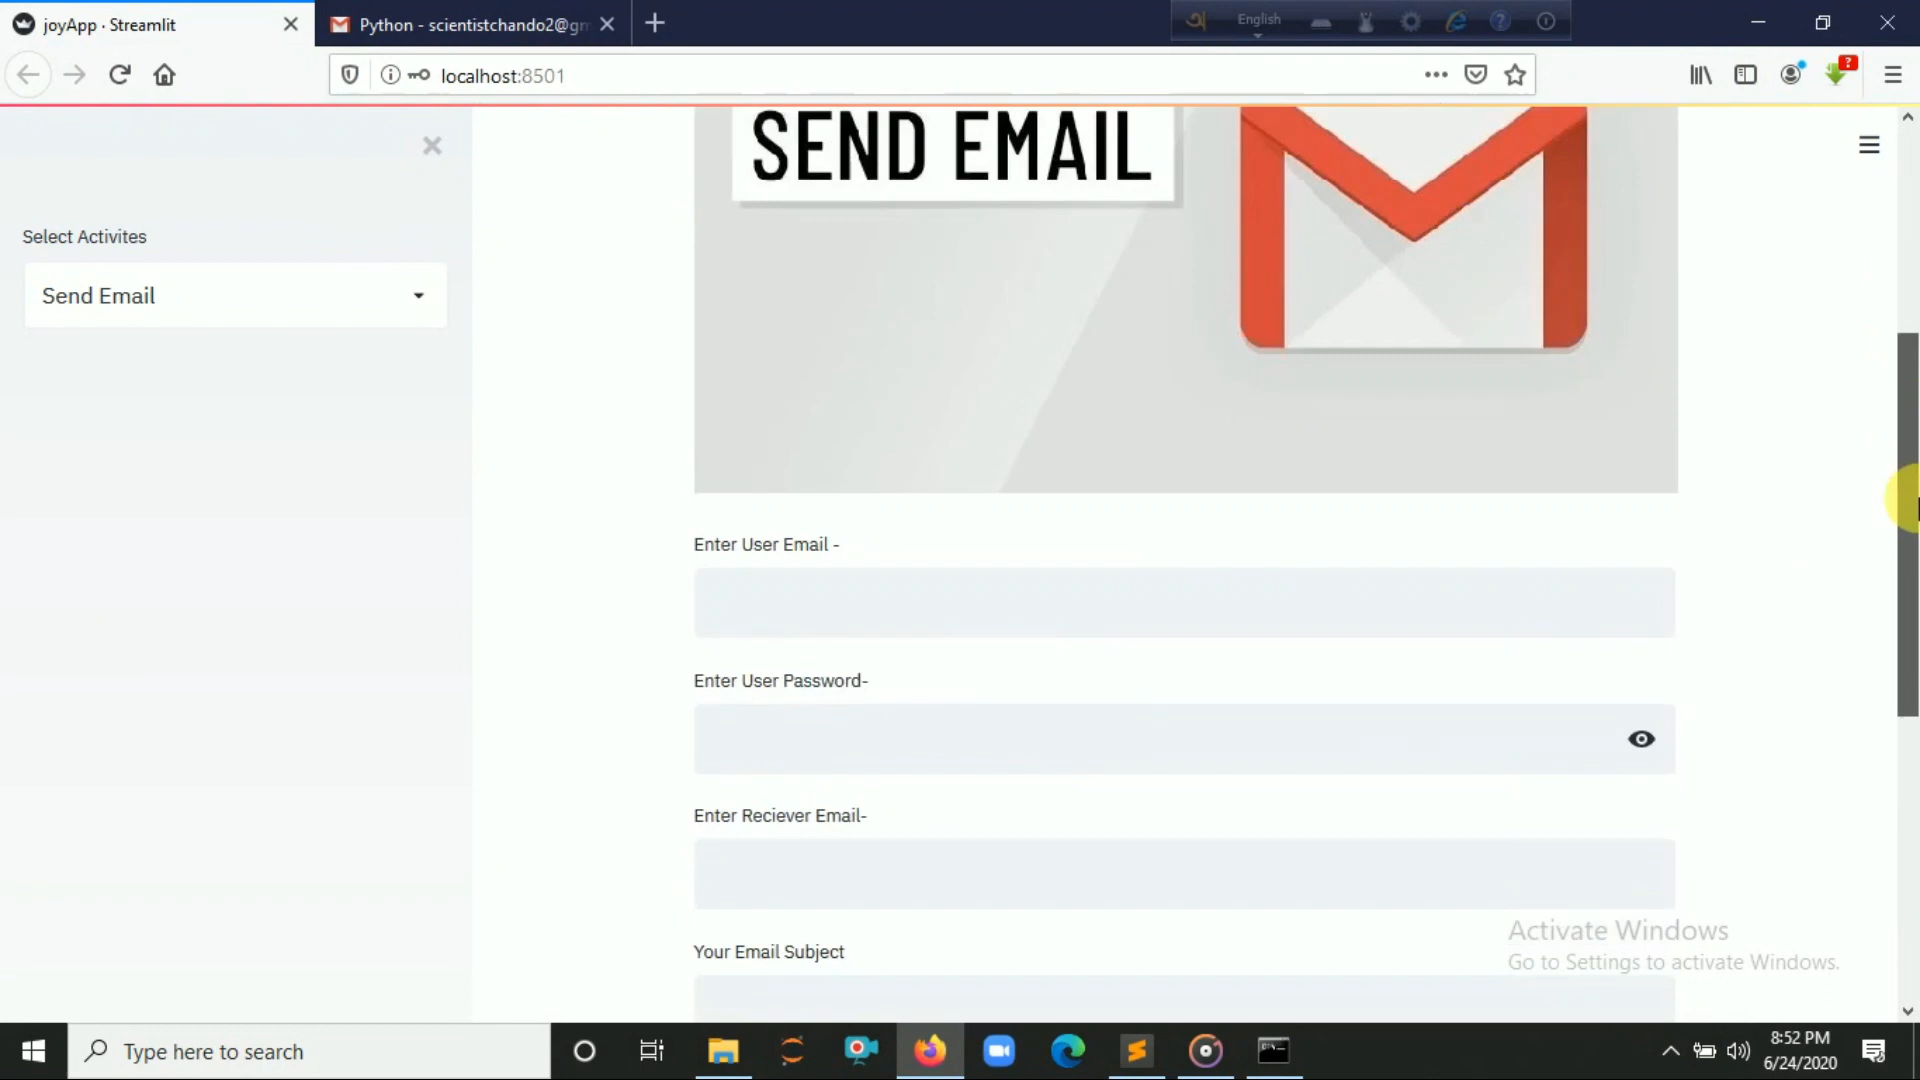 joyApp · Streamlit
Python - scientistchando2@gm
English
localhost:8501
?
SEND EMAIL
Select Activites
Send Email
Enter User Email -
Enter User Password-
Enter Reciever Email-
Your Email Subject
Activate Windows
Go to Settings to activate Windows.
Type here to search
8:52 PM
6/24/2020